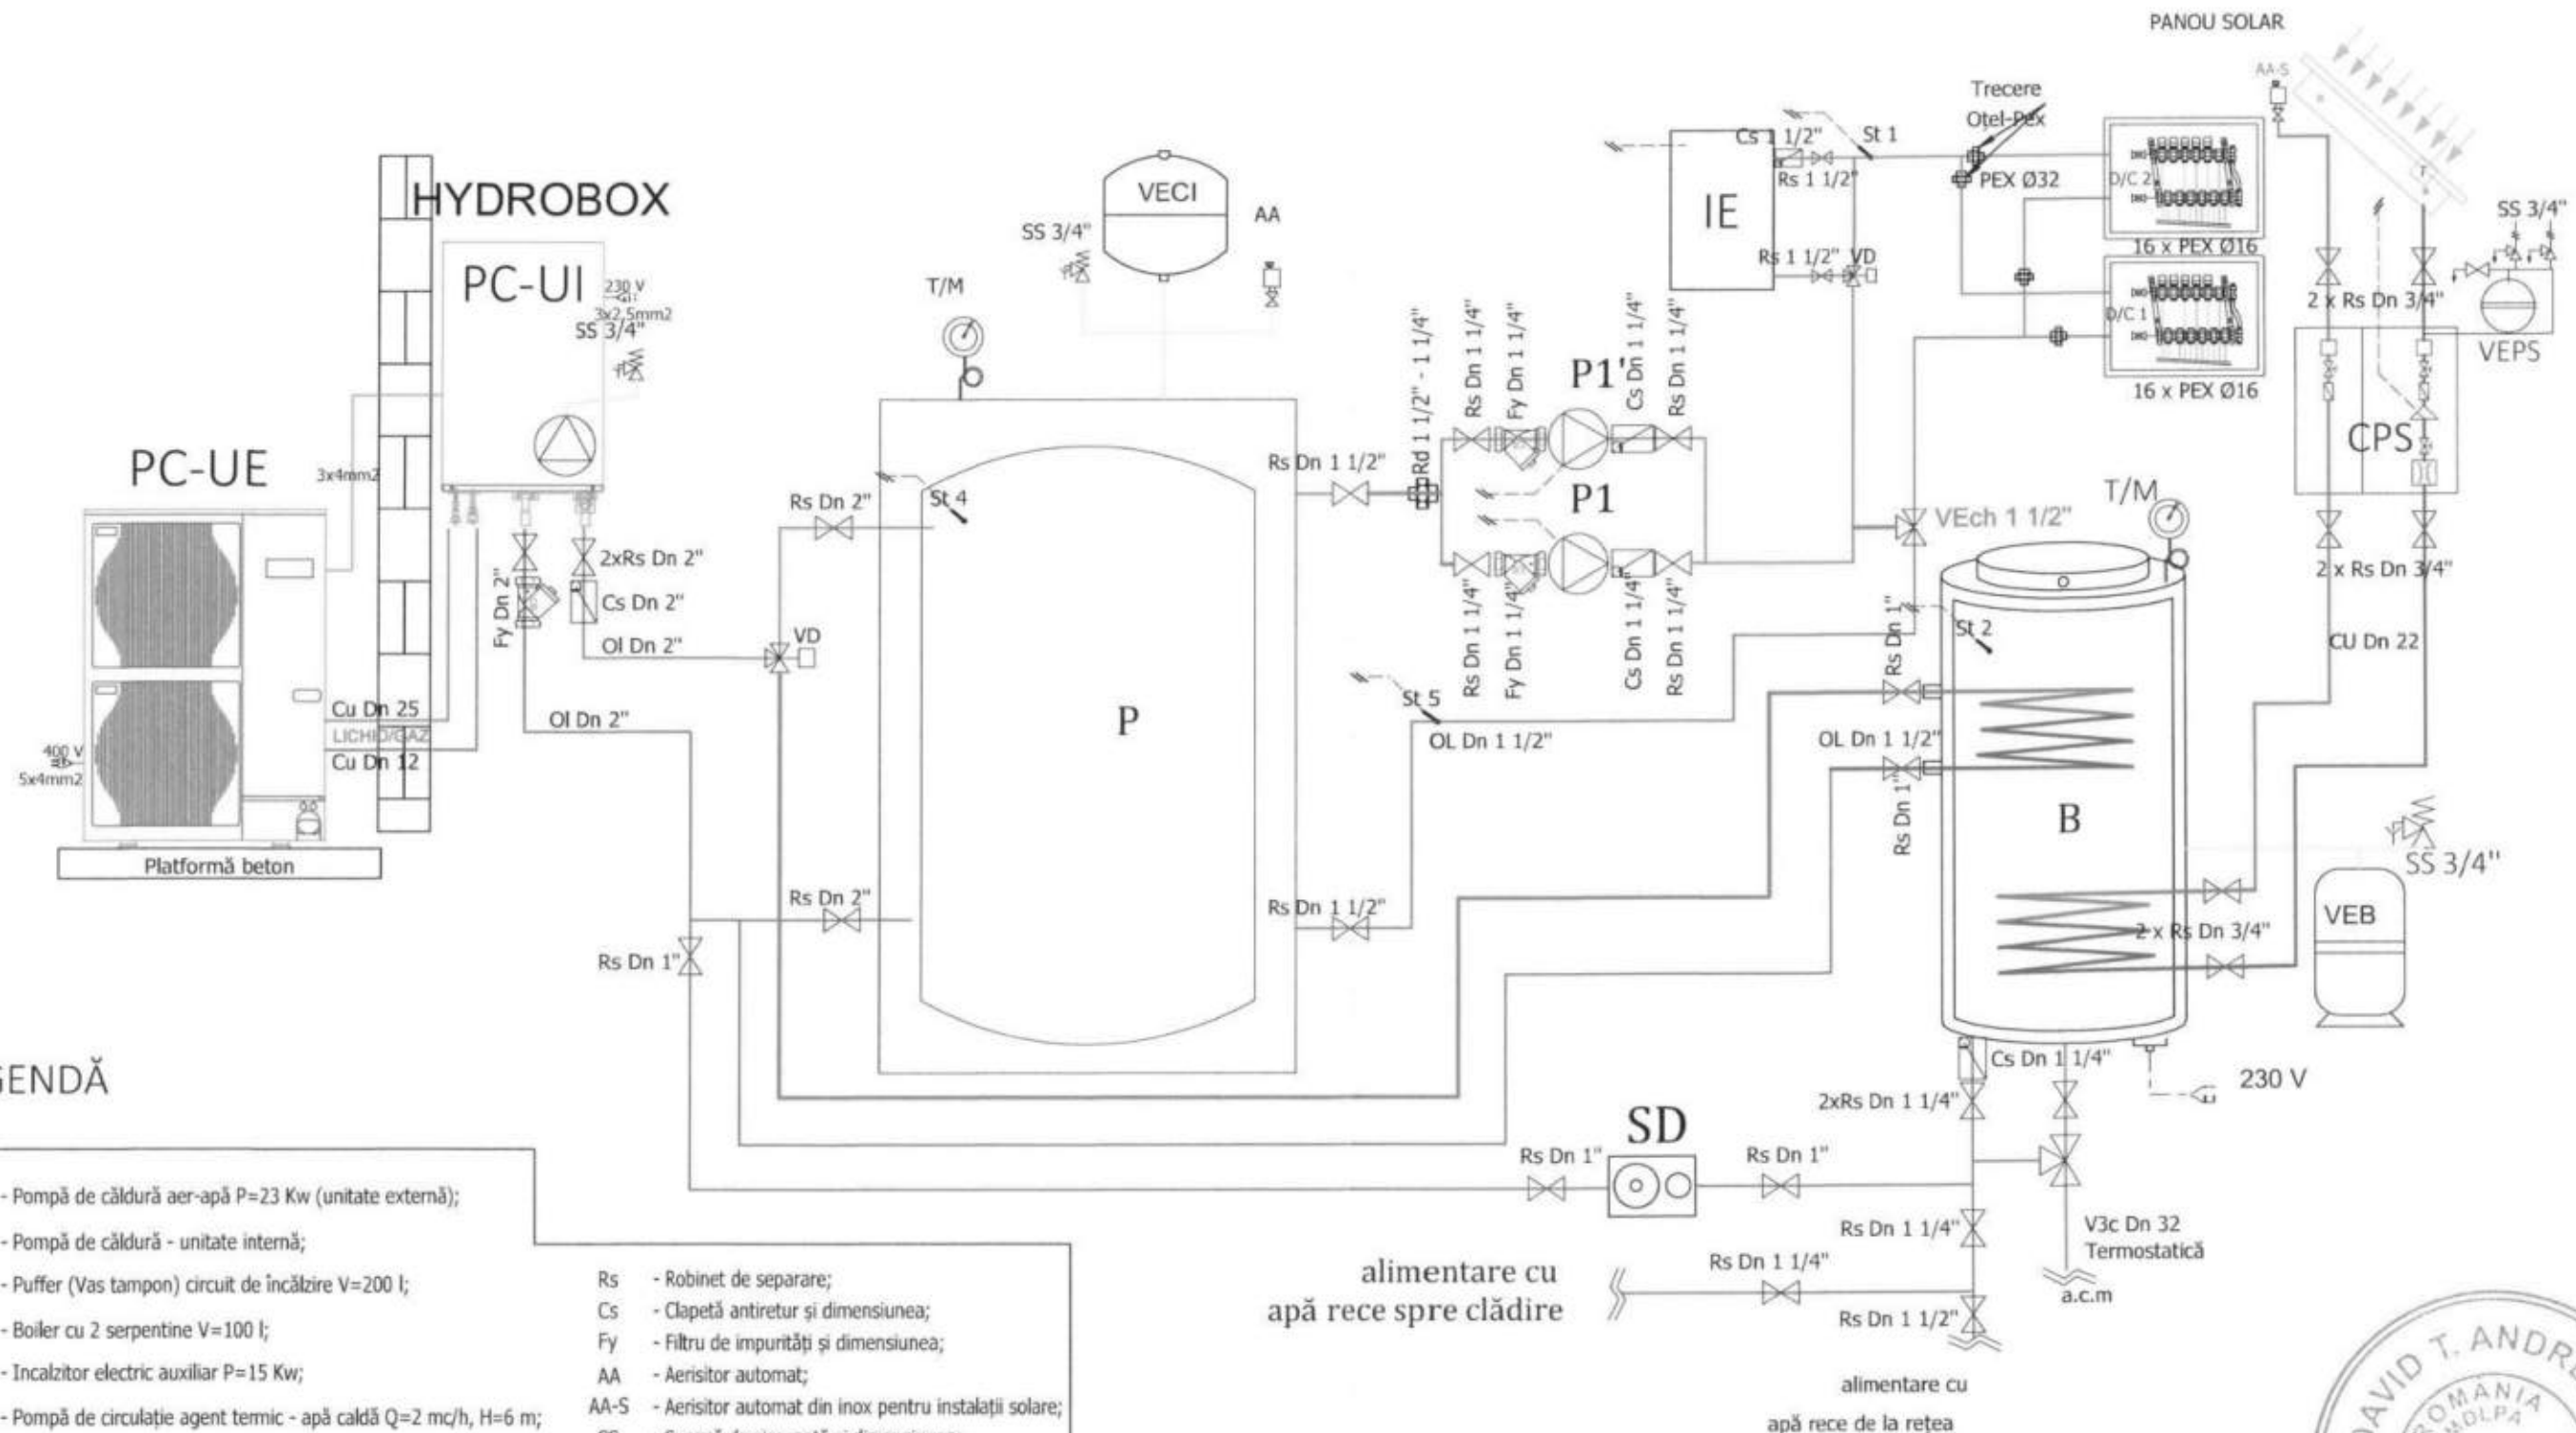 PANOU SOLAR
AA-S
Trecere
Oțel-Pex
Cs 1 1/2"
St 1
Rs 1 1/2"
PEX Ø32
D/C 2
IE
16 x PEX Ø16
Rs 1 1/2"
VD
D/C 1
16 x PEX Ø16
SS 3/4"
2 x Rs Dn 3/4"
VEPS
CPS
HYDROBOX
PC-UI
230 V
3x2,5mm2
SS 3/4"
VECI
SS 3/4"
AA
T/M
Rd 1 1/2" - 1 1/4"
Rs Dn 1 1/4"
Fy Dn 1 1/4"
P1'
Cs Dn 1 1/4"
Rs Dn 1 1/4"
PC-UE
3x4mm2
Rs Dn 2"
St 4
Rs Dn 1 1/2"
P1
Rs Dn 1 1/4"
Fy Dn 1 1/4"
Cs Dn 1 1/4"
Rs Dn 1 1/4"
VEch 1 1/2"
T/M
2 x Rs Dn 3/4"
Fy Dn 2"
2xRs Dn 2"
Cs Dn 2"
Ol Dn 2"
VD
Rs Dn 1"
St 2
CU Dn 22
Cu Dn 25
LICHID/GAZ
Cu Dn 12
Ol Dn 2"
400 V
5x4mm2
P
St 5
OL Dn 1 1/2"
OL Dn 1 1/2"
Rs Dn 1"
B
SS 3/4"
Platformă beton
Rs Dn 2"
Rs Dn 1 1/2"
VEB
2 x Rs Dn 3/4"
Rs Dn 1"
Cs Dn 1 1/4"
230 V
2xRs Dn 1 1/4"
SD
Rs Dn 1"
Rs Dn 1"
V3c Dn 32
Termostatică
Rs Dn 1 1/4"
Rs Dn 1 1/4"
a.c.m
alimentare cu
apă rece spre clădire
Rs Dn 1 1/2"
alimentare cu
apă rece de la rețea
GENDĂ
- Pompă de căldură aer-apă P=23 Kw (unitate externă);
- Pompă de căldură - unitate internă;
- Puffer (Vas tampon) circuit de încălzire V=200 l;
- Boiler cu 2 serpentine V=100 l;
- Incalzitor electric auxiliar P=15 Kw;
- Pompă de circulație agent termic - apă caldă Q=2 mc/h, H=6 m;
Rs - Robinet de separare;
Cs - Clapetă antiretur și dimensiunea;
Fy - Filtru de impurități și dimensiunea;
AA - Aerisitor automat;
AA-S - Aerisitor automat din inox pentru instalații solare;
DAVID T. ANDRE
ROMANIA
MDLPA